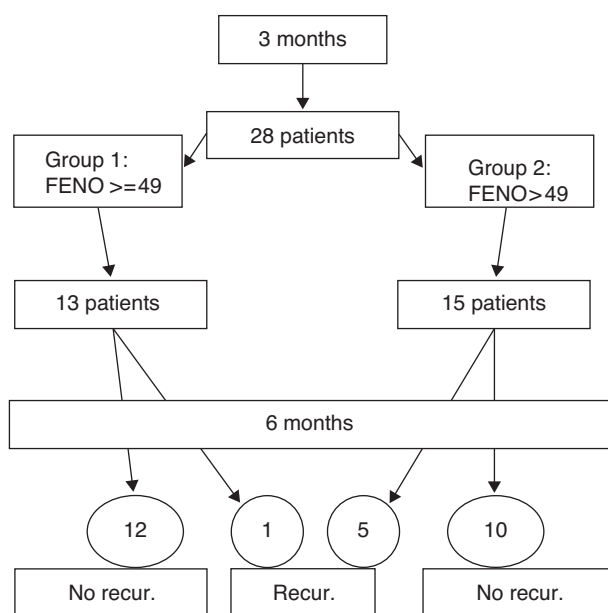 3 months
28 patients
Group 1:
FENO >=49
Group 2:
FENO>49
13 patients
15 patients
6 months
12
1
5
10
No recur.
Recur.
No recur.